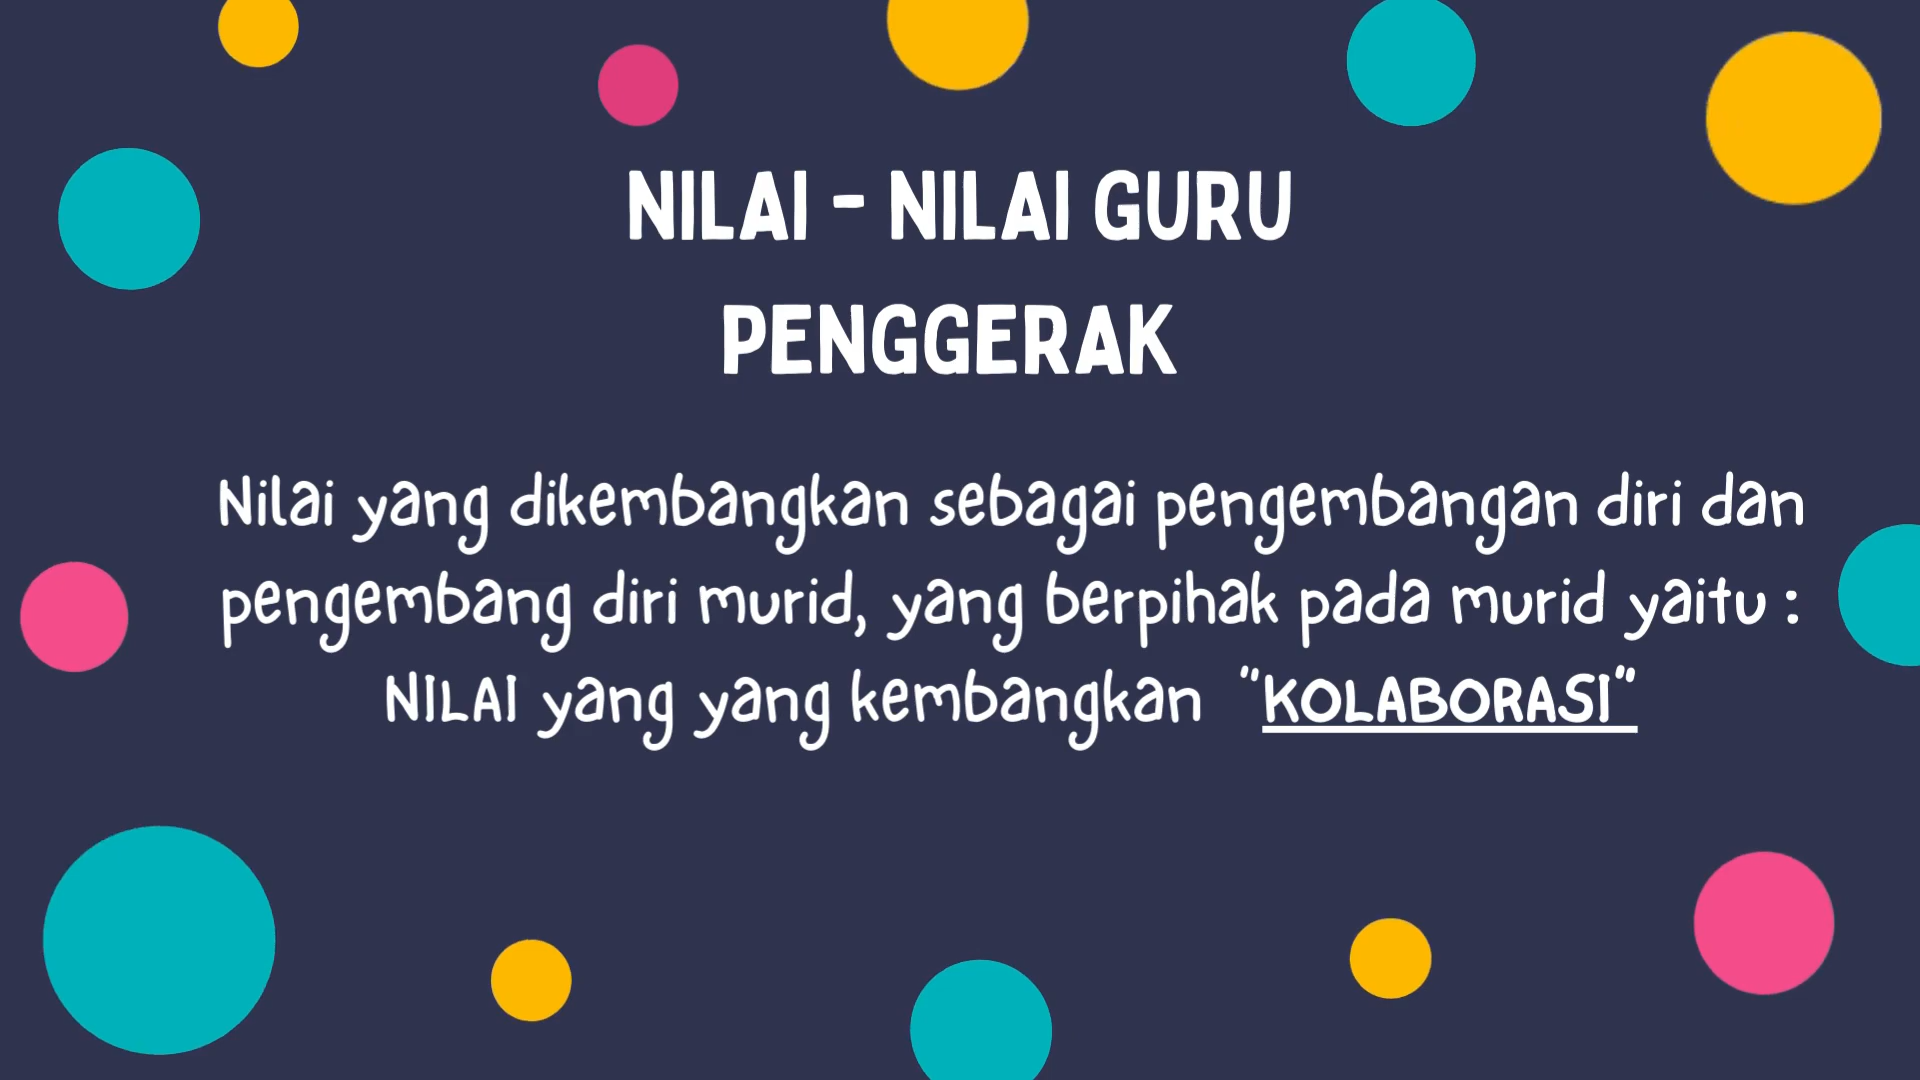 NILAI - NILAI GURU
PENGGERAK
Nilai yang dikembangkan sebagai pengembangan diri dan
pengembang diri murid, yang berpihak pada murid yaitu :
NILAI yang yang kembangkan "KOLABORASI"